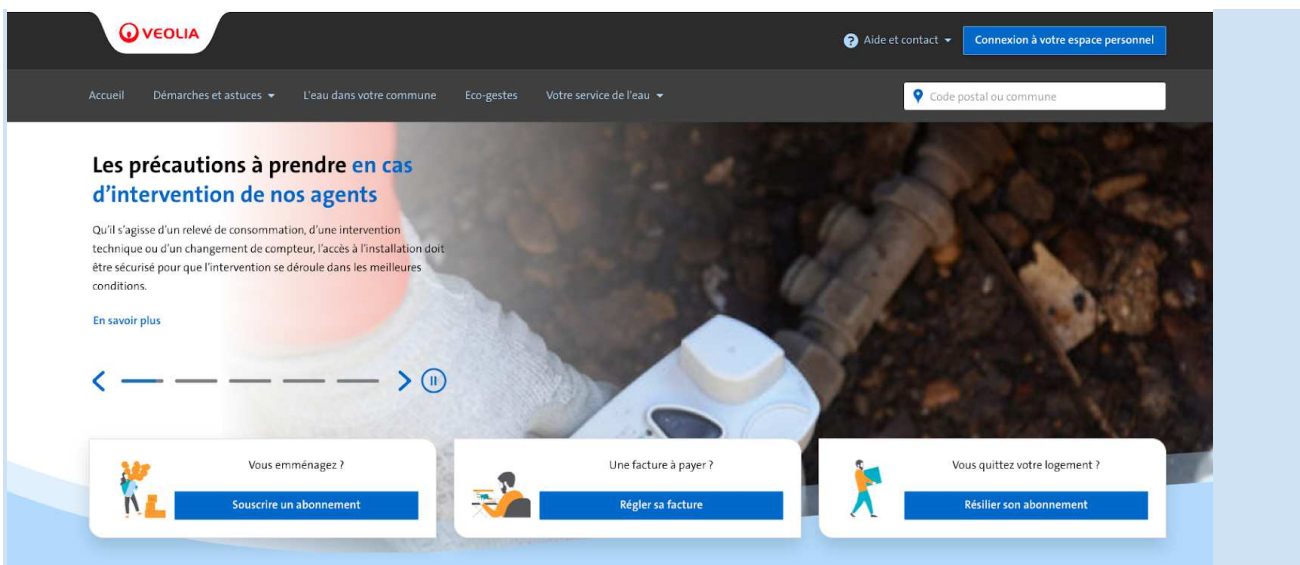 VEOLIA
Aide et contact
Connexion à votre espace personnel
Accueil
Démarches et astuces
L'eau dans votre commune
Eco-gestes
Votre service de l'eau
Code postal ou commune
Les précautions à prendre en cas
d'intervention de nos agents
Qu'il s'agisse d'un relevé de consommation, d'une intervention
technique ou d'un changement de compteur, l'accès à l'installation doit
être sécurisé pour que l'intervention se déroule dans les meilleures
conditions.
En savoir plus
Vous emménagez ?
Souscrire un abonnement
Une facture à payer ?
Régler sa facture
Vous quittez votre logement ?
Résilier son abonnement